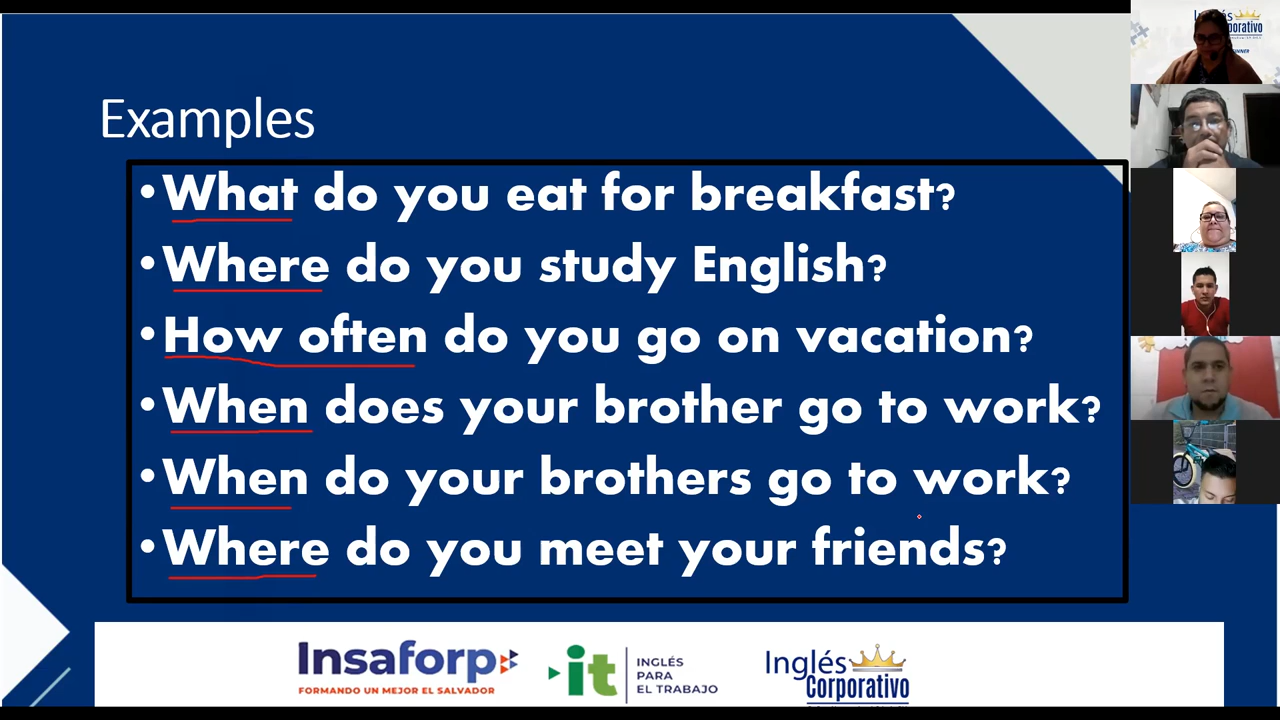 Examples
•What do you eat for breakfast?
•Where do you study English?
•How often do you go on vacation?
•When does your brother go to work?
•When do your brothers go to work?
•Where do you meet your friends?
Insaforp
FORMANDO UN MEJOR EL SALVADOR
it
INGLÉS
PARA
EL TRABAJO
Inglés
Corporativo
Inglés